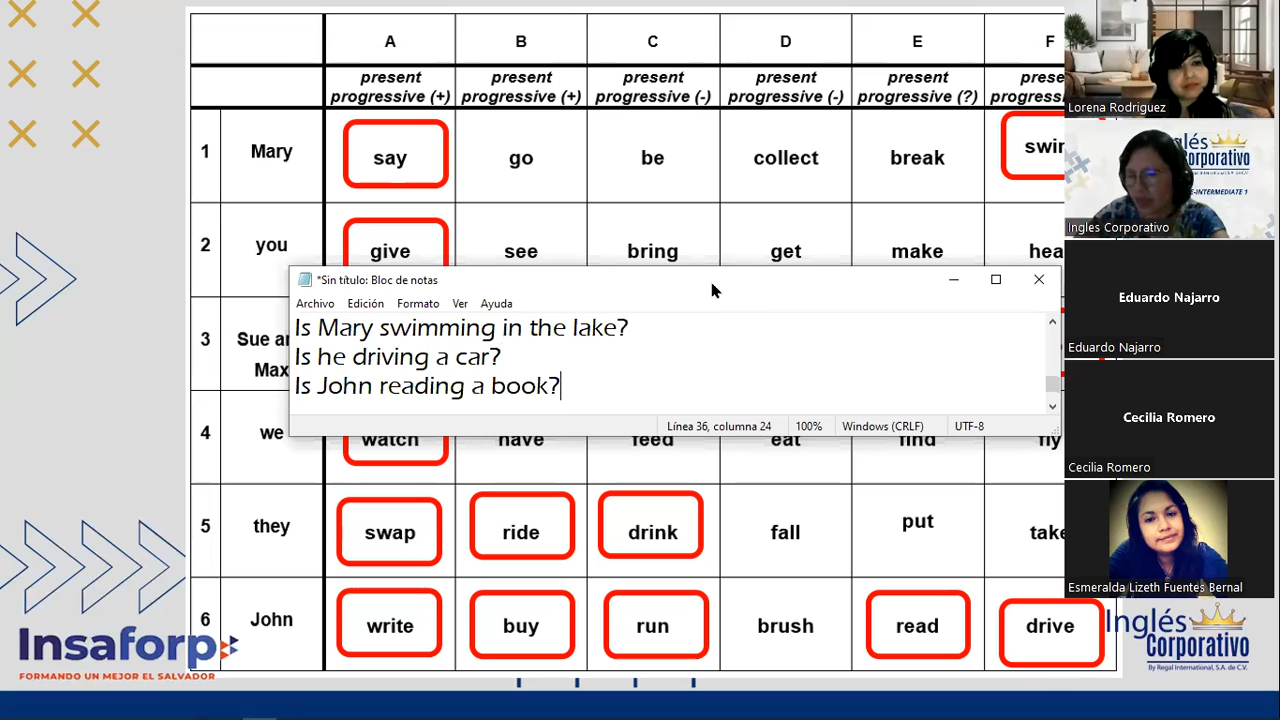 A B C D E F
present progressive (+) present progressive (+) present progressive (-) present progressive (-) present progressive (?)
1 Mary say go be collect break
2 you give see bring get make
*Sin título: Bloc de notas
Archivo Edición Formato Ver Ayuda
Is Mary swimming in the lake?
Is he driving a car?
Is John reading a book?
Línea 36, columna 24 100% Windows (CRLF) UTF-8
3 Sue
Max
4 we watch have feed eat find fly
5 they swap ride drink fall put take
6 John write buy run brush read drive
Insaforp
FORMANDO UN MEJOR EL SALVADOR
Inglés Corporativo
By Regal International, S.A. de C.V.
Lorena Rodriguez
Ingles Corporativo
Eduardo Najarro
Eduardo Najarro
Cecilia Romero
Cecilia Romero
Esmeralda Lizeth Fuentes Bernal